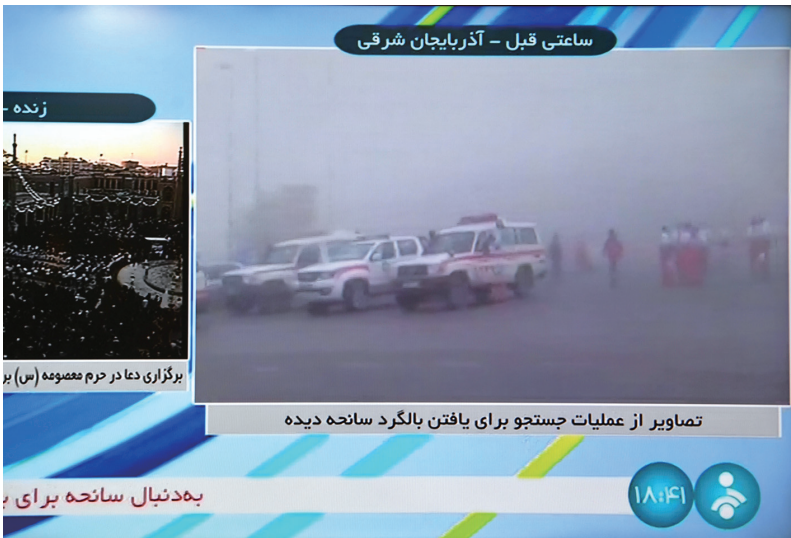 ساعتی قبل - آذربایجان شرقی
زنده -
تصاویر از عملیات جستجو برای یافتن بالگرد سانحه دیده
برگزاری دعا در حرم معصومه (س) بر
۱۸:۴۱
به‌دنبال سانحه برای